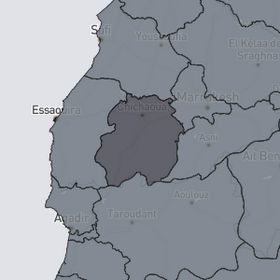 Safi
Youssoufia
El Kelaa des
Sraghna
Marrakesh
Essaouira
Chichaoua
Asni
Ait Ben
Aoulouz
Agadir
Taroudant